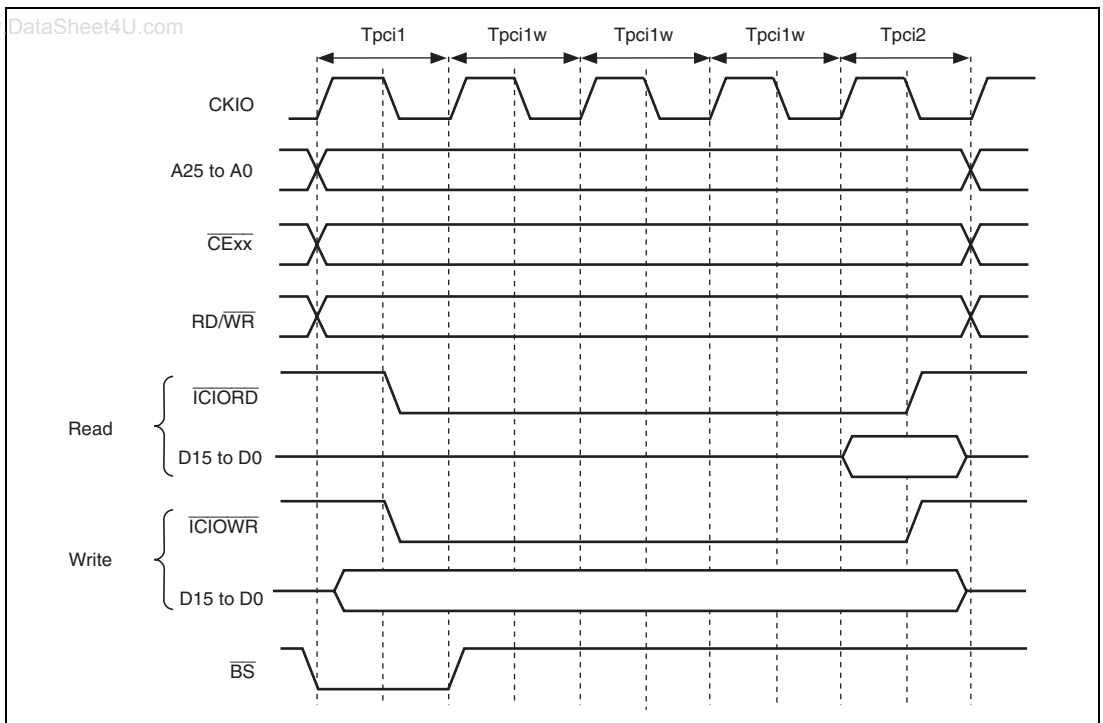 DataSheet4U.com
Tpci1 Tpci1w Tpci1w Tpci1w Tpci2
CKIO
A25 to A0
CExx
RD/WR
Read
ICIORD
D15 to D0
Write
ICIOWR
D15 to D0
BS